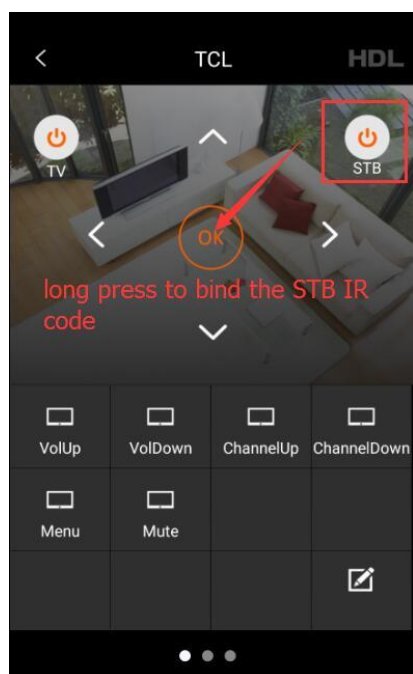 TCL
HDL
TV
STB
OK
long press to bind the STB IR
code
VolUp VolDown ChannelUp ChannelDown
Menu Mute